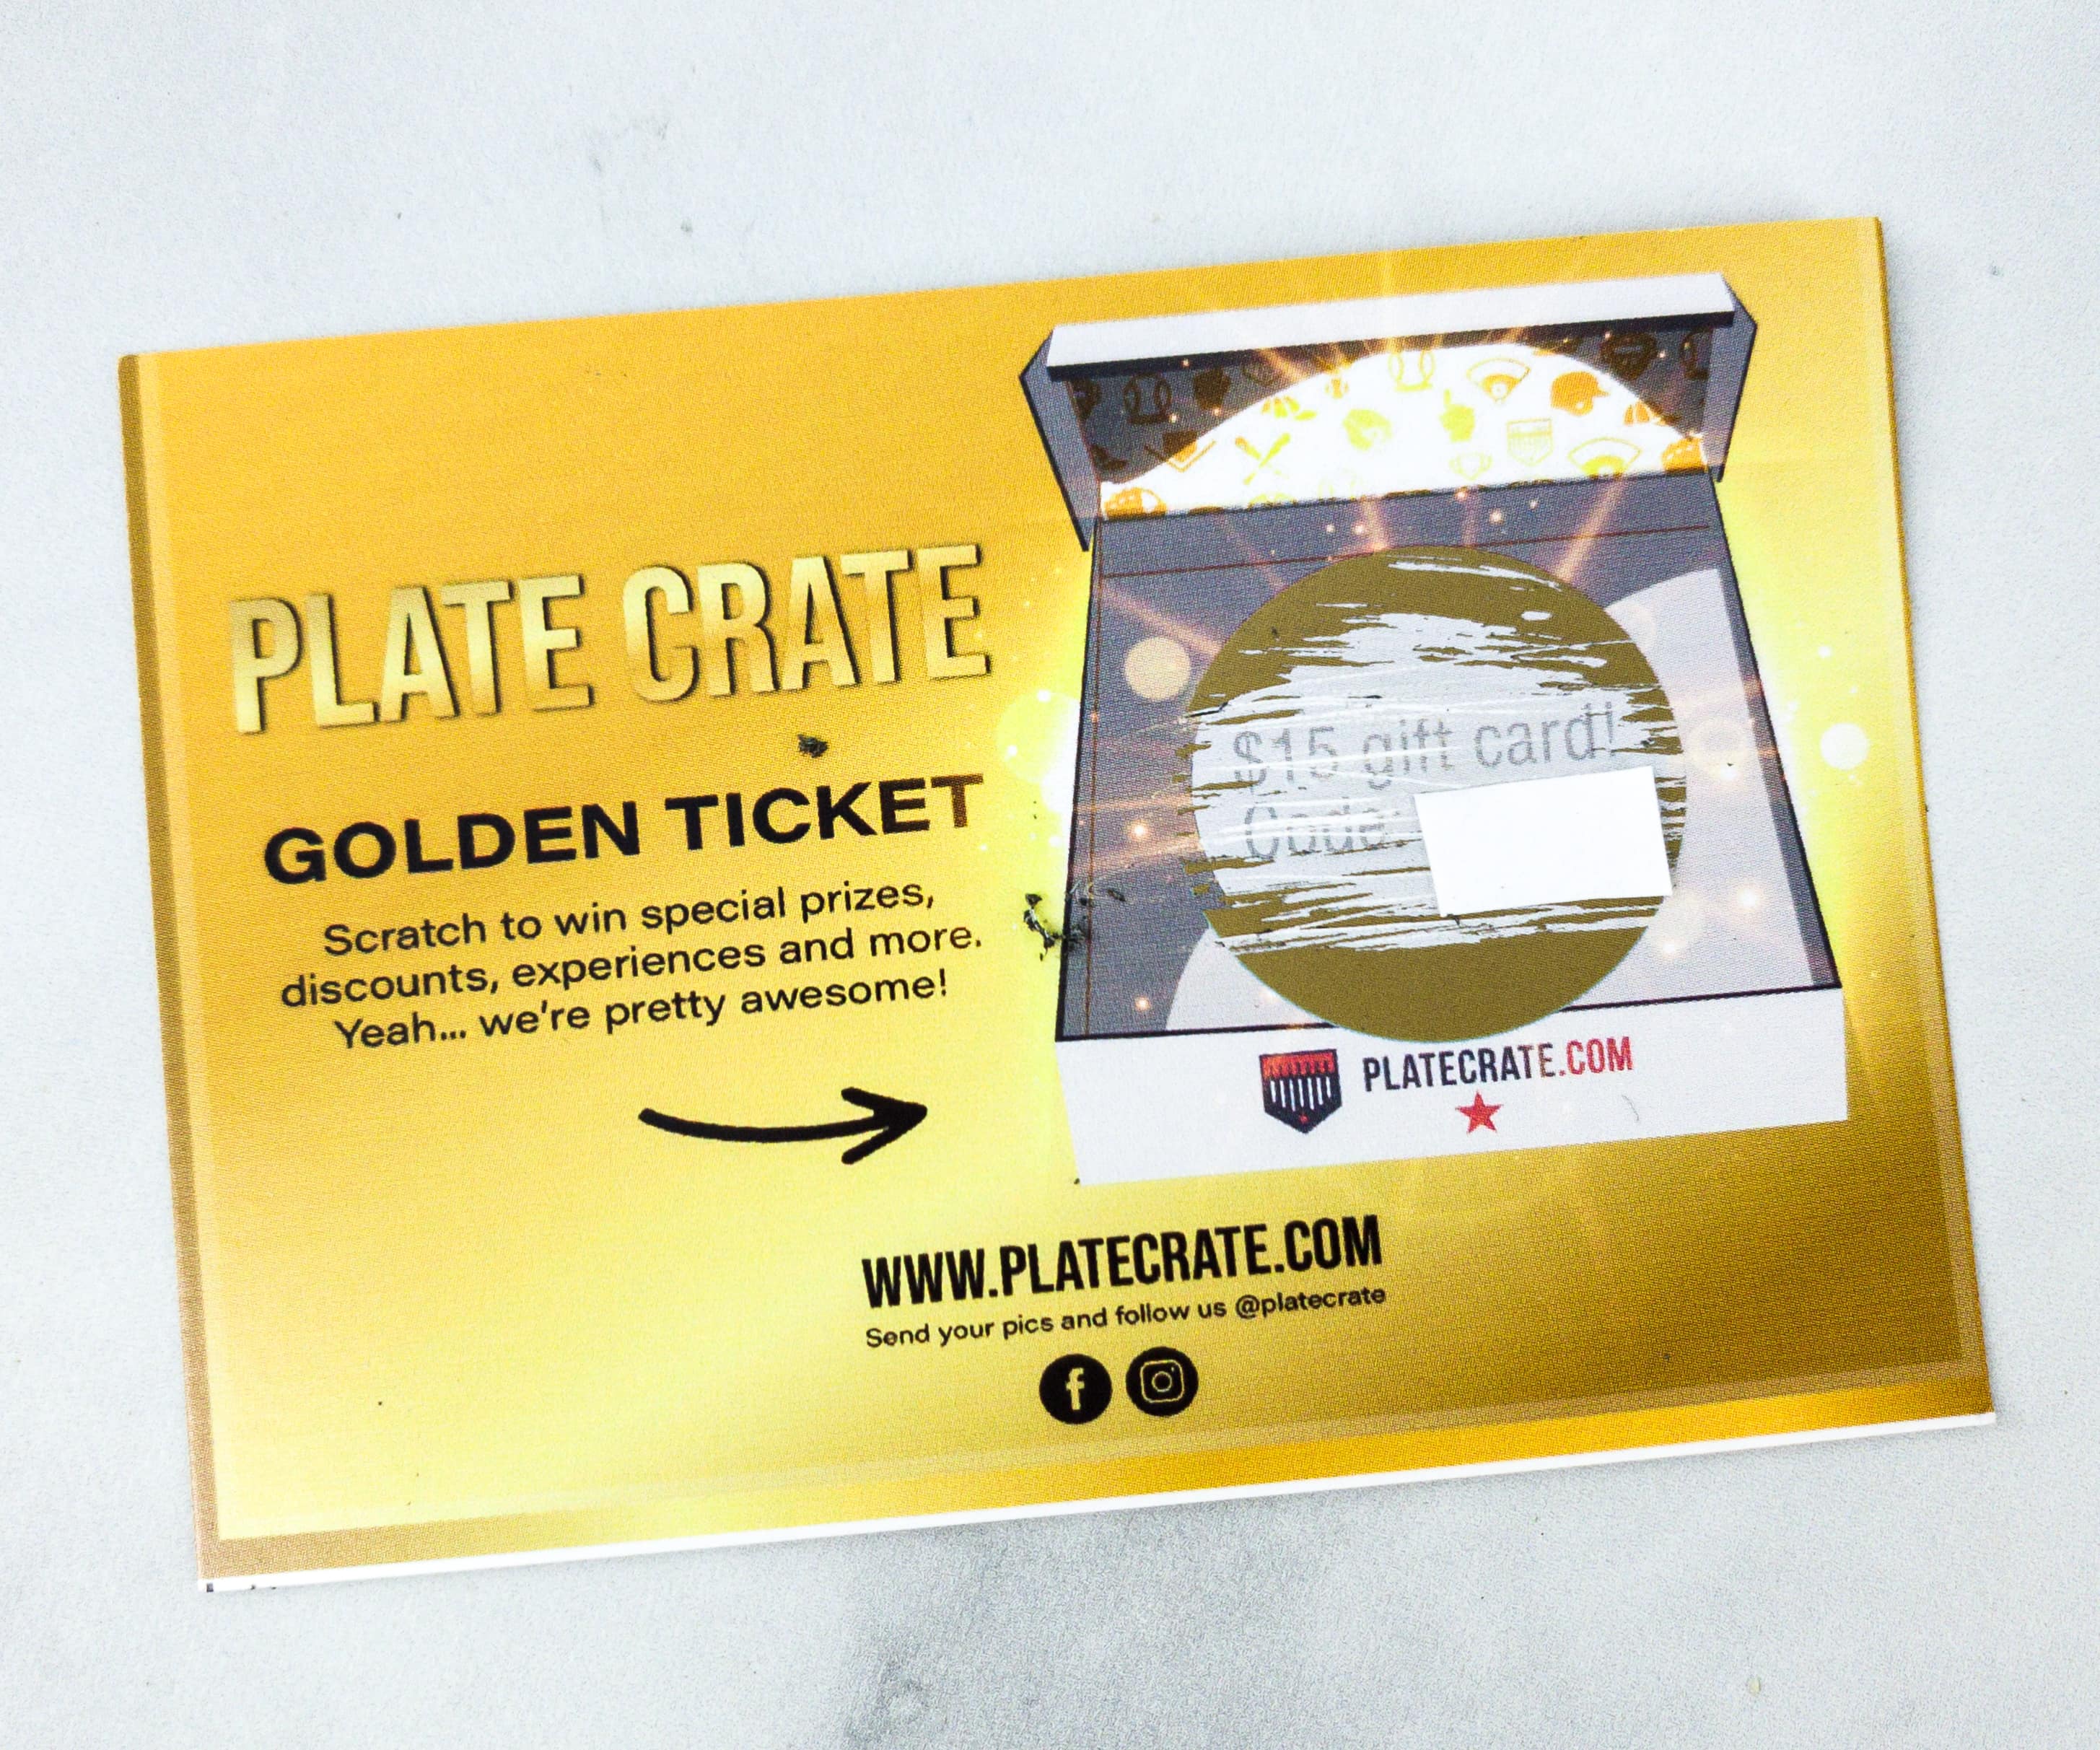 PLATE CRATE
GOLDEN TICKET
Scratch to win special prizes,
discounts, experiences and more.
Yeah... we're pretty awesome!
$15 gift card!
Code:
PLATECRATE.COM
WWW.PLATECRATE.COM
Send your pics and follow us @platecrate